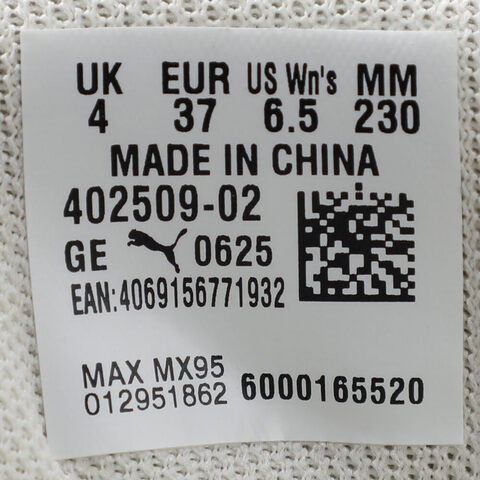 UK EUR US Wn's MM
4 37 6.5 230
MADE IN CHINA
402509-02
GE 0625
EAN:4069156771932
MAX MX95
012951862 6000165520